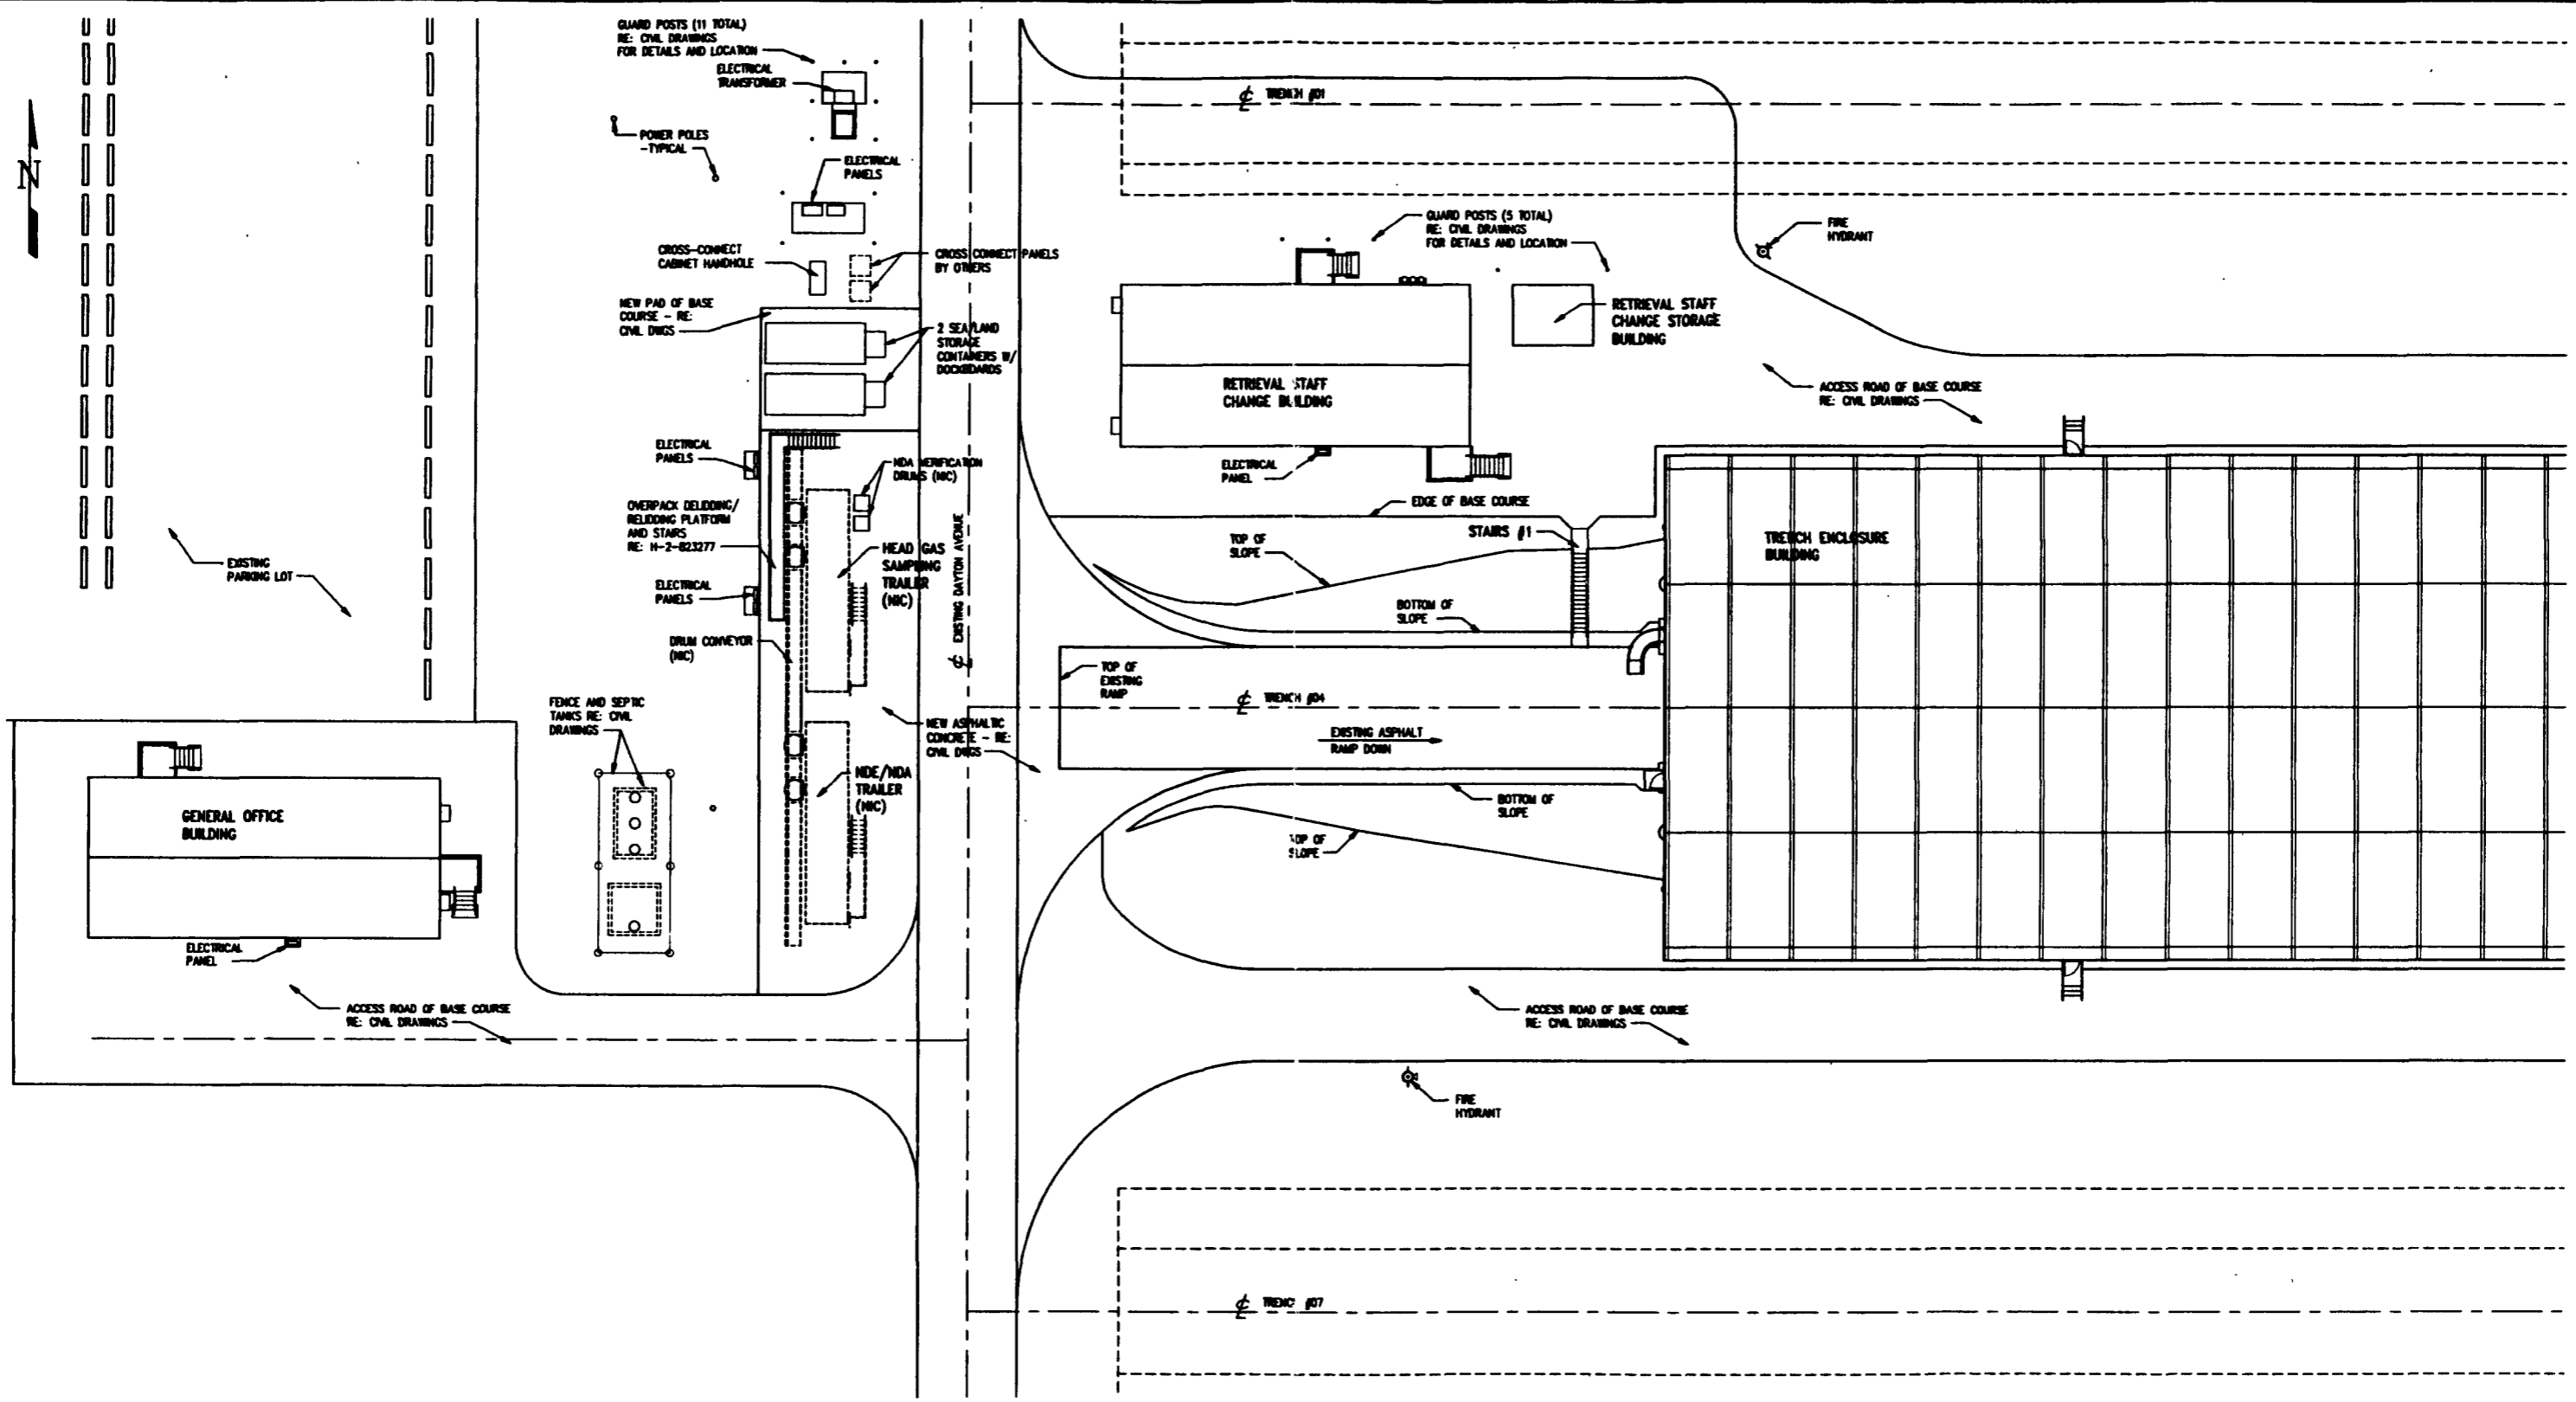 GUARD POSTS (11 TOTAL)
RE: CIVIL DRAWINGS
FOR DETAILS AND LOCATION
ELECTRICAL
TRANSFORMER
N
POWER POLES
-TYPICAL
ELECTRICAL
PANELS
CROSS-CONNECT
CABINET HANDHOLE
CROSS CONNECT PANELS
BY OTHERS
NEW PAD OF BASE
COURSE - RE:
CIVIL DWGS
2 SEA/LAND
STORAGE
CONTAINERS W/
DOCKBOARDS
ELECTRICAL
PANELS
NDA VERIFICATION
DRUMS (NIC)
OVERPACK DELIDDING/
RELIDDING PLATFORM
AND STAIRS
RE: H-2-823277
HEAD GAS
SAMPLING
TRAILER
(NIC)
ELECTRICAL
PANELS
DRUM CONVEYOR
(NIC)
EXISTING
PARKING LOT
FENCE AND SEPTIC
TANKS RE: CIVIL
DRAWINGS
NEW ASPHALTIC
CONCRETE - RE:
CIVIL DWGS
NDE/NDA
TRAILER
(NIC)
GENERAL OFFICE
BUILDING
ELECTRICAL
PANEL
ACCESS ROAD OF BASE COURSE
RE: CIVIL DRAWINGS
℄ EXISTING DAYTON AVENUE
℄ TRENCH #01
GUARD POSTS (5 TOTAL)
RE: CIVIL DRAWINGS
FOR DETAILS AND LOCATION
FIRE
HYDRANT
RETRIEVAL STAFF
CHANGE STORAGE
BUILDING
RETRIEVAL STAFF
CHANGE BUILDING
ACCESS ROAD OF BASE COURSE
RE: CIVIL DRAWINGS
ELECTRICAL
PANEL
EDGE OF BASE COURSE
STAIRS #1
TOP OF
SLOPE
TRENCH ENCLOSURE
BUILDING
BOTTOM OF
SLOPE
TOP OF
EXISTING
RAMP
℄ TRENCH #04
EXISTING ASPHALT
RAMP DOWN
BOTTOM OF
SLOPE
TOP OF
SLOPE
ACCESS ROAD OF BASE COURSE
RE: CIVIL DRAWINGS
FIRE
HYDRANT
℄ TRENCH #07